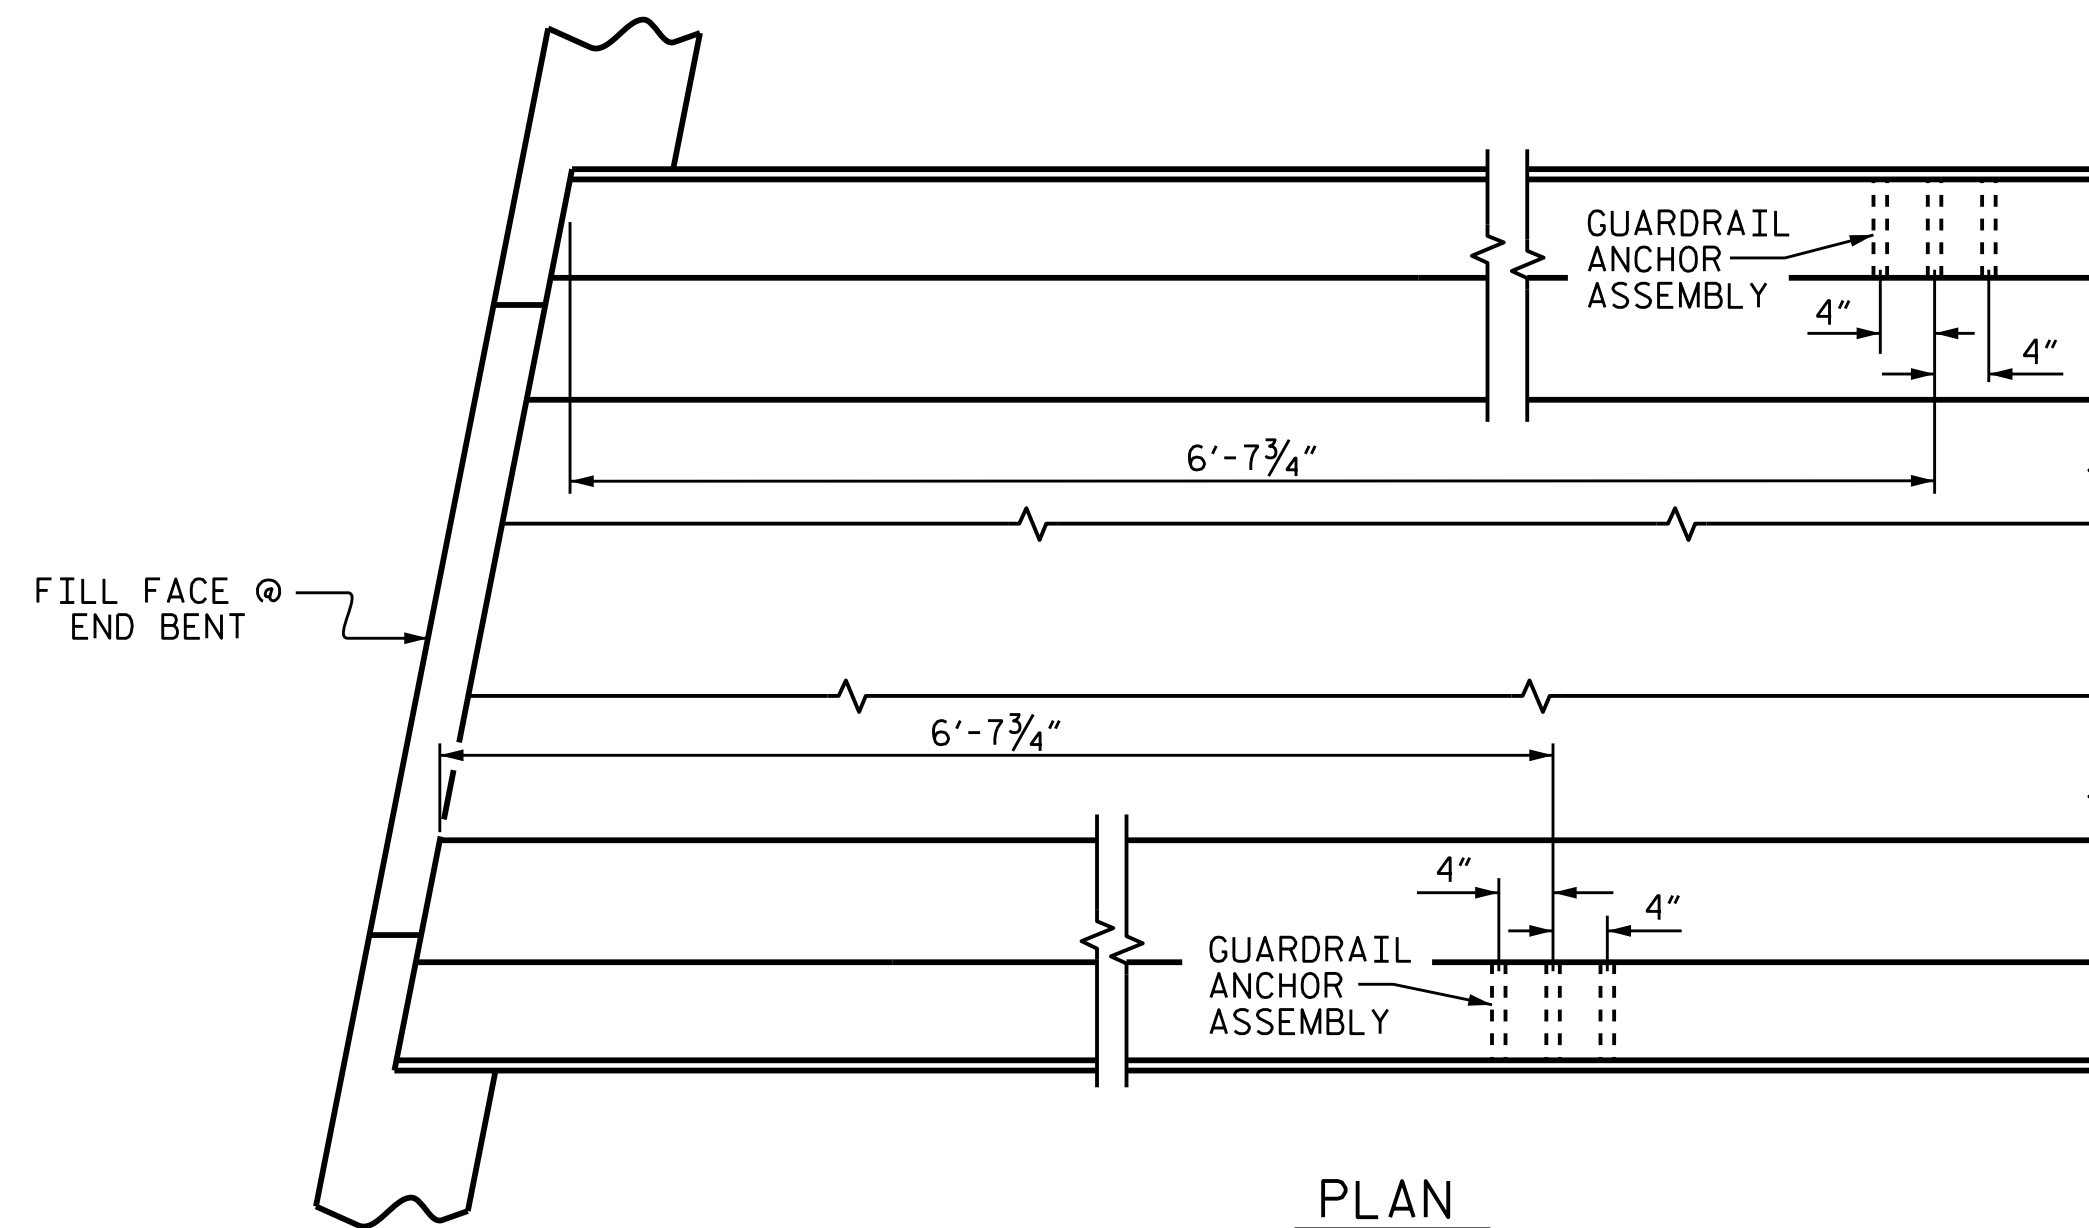 GUARDRAIL
ANCHOR
ASSEMBLY
4"
4"
6'-7¾"
FILL FACE @
END BENT
6'-7¾"
4"
4"
GUARDRAIL
ANCHOR
ASSEMBLY
PLAN